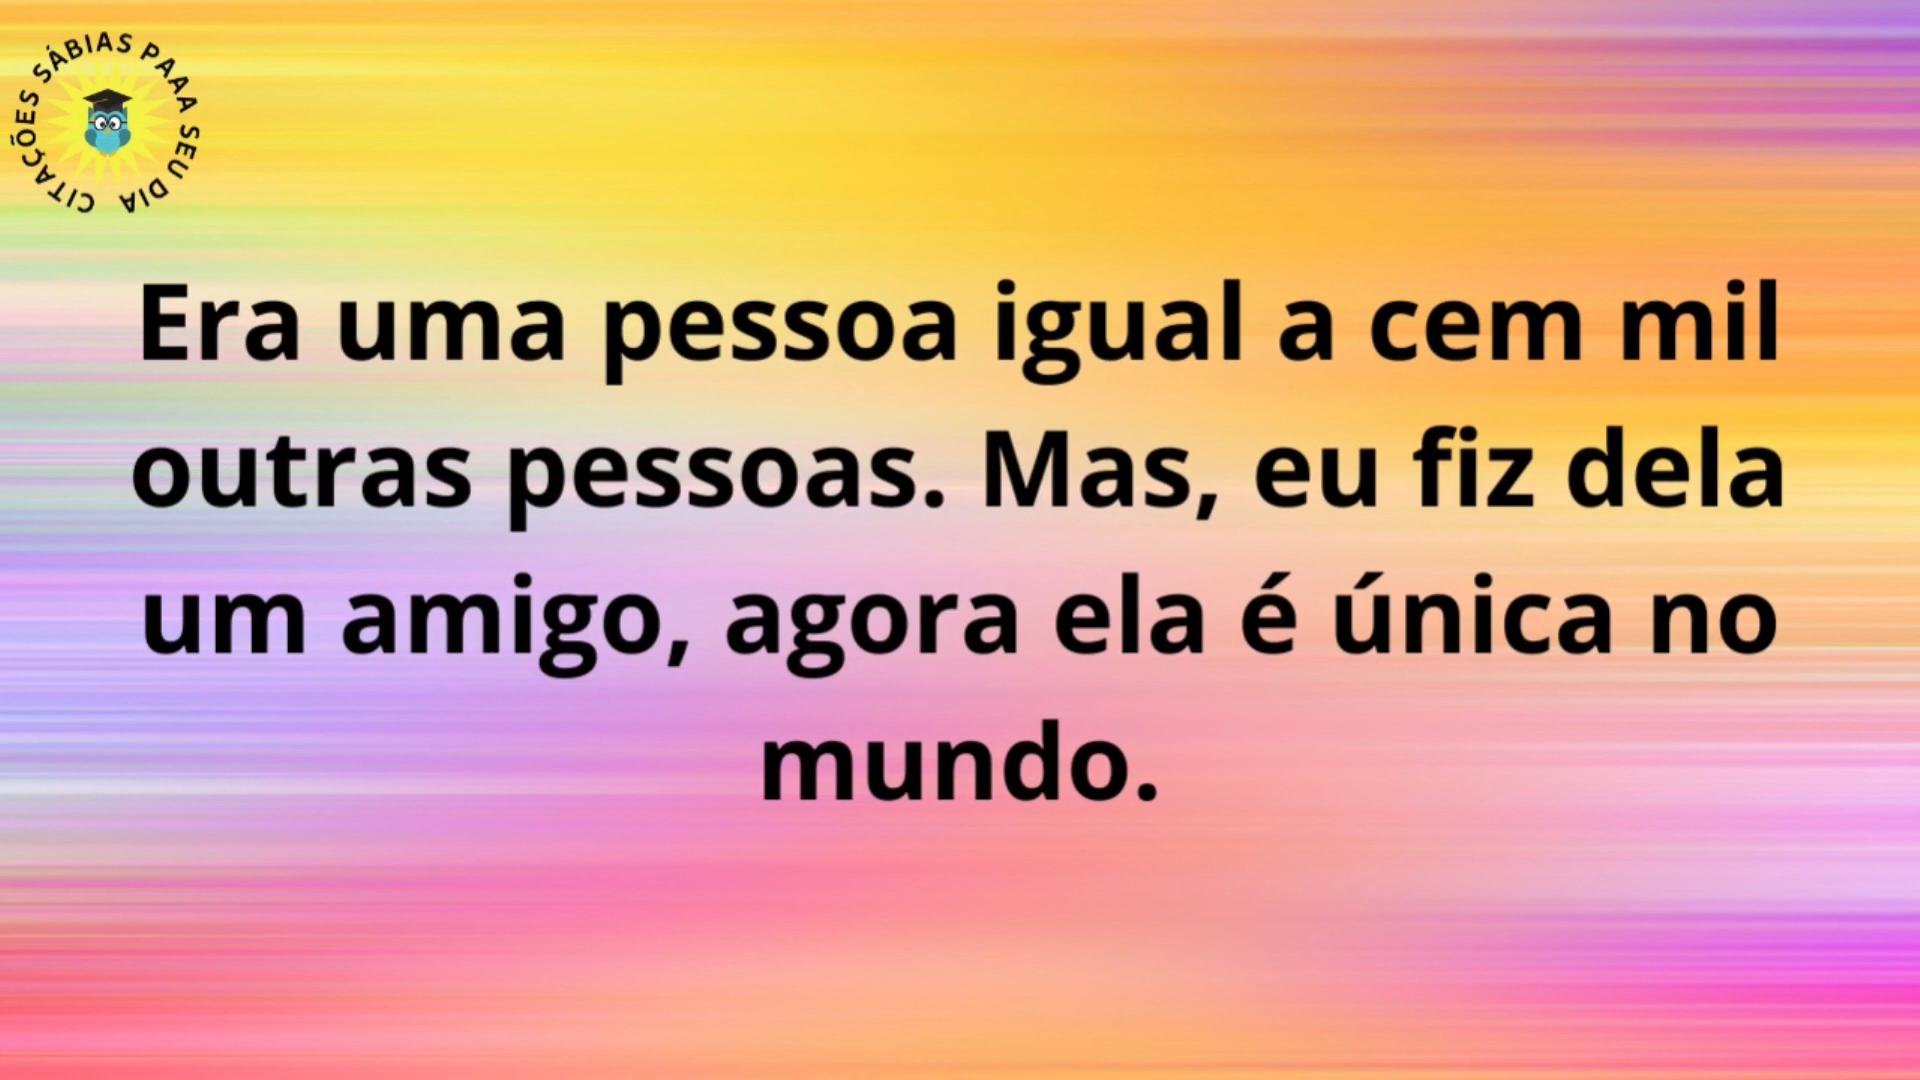 CITAÇÕES SÁBIAS PAAA SEU DIA
Era uma pessoa igual a cem mil
outras pessoas. Mas, eu fiz dela
um amigo, agora ela é única no
mundo.